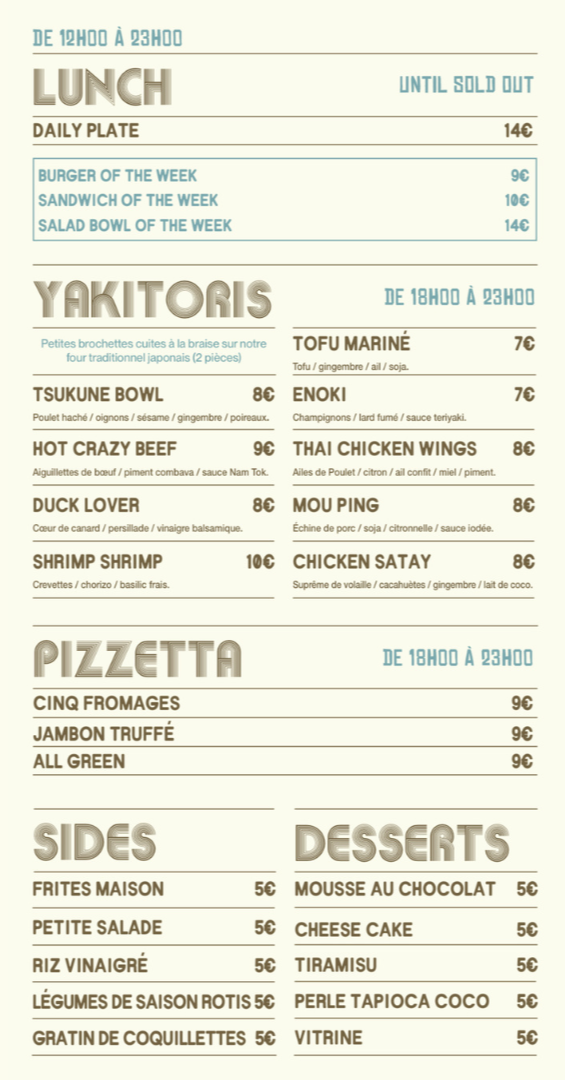 DE 12H00 À 23H00
LUNCH UNTIL SOLD OUT
DAILY PLATE 14€
BURGER OF THE WEEK 9€
SANDWICH OF THE WEEK 10€
SALAD BOWL OF THE WEEK 14€
YAKITORIS DE 18H00 À 23H00
Petites brochettes cuites à la braise sur notre
four traditionnel japonais (2 pièces)
TSUKUNE BOWL 8€
Poulet haché / oignons / sésame / gingembre / poireaux.
HOT CRAZY BEEF 9€
Aiguillettes de bœuf / piment combava / sauce Nam Tok.
DUCK LOVER 8€
Cœur de canard / persillade / vinaigre balsamique.
SHRIMP SHRIMP 10€
Crevettes / chorizo / basilic frais.
TOFU MARINÉ 7€
Tofu / gingembre / ail / soja.
ENOKI 7€
Champignons / lard fumé / sauce teriyaki.
THAI CHICKEN WINGS 8€
Ailes de Poulet / citron / ail confit / miel / piment.
MOU PING 8€
Échine de porc / soja / citronnelle / sauce iodée.
CHICKEN SATAY 8€
Suprême de volaille / cacahuètes / gingembre / lait de coco.
PIZZETTA DE 18H00 À 23H00
CINQ FROMAGES 9€
JAMBON TRUFFÉ 9€
ALL GREEN 9€
SIDES
FRITES MAISON 5€
PETITE SALADE 5€
RIZ VINAIGRÉ 5€
LÉGUMES DE SAISON ROTIS 5€
GRATIN DE COQUILLETTES 5€
DESSERTS
MOUSSE AU CHOCOLAT 5€
CHEESE CAKE 5€
TIRAMISU 5€
PERLE TAPIOCA COCO 5€
VITRINE 5€